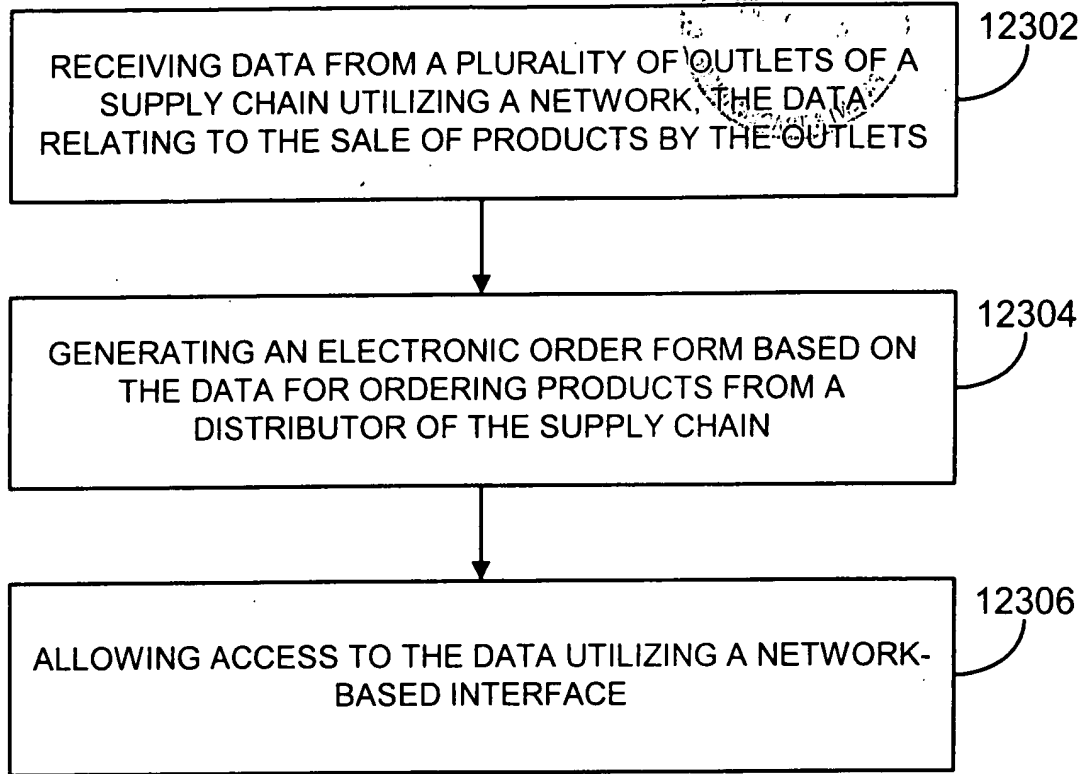 12302
RECEIVING DATA FROM A PLURALITY OF OUTLETS OF A
SUPPLY CHAIN UTILIZING A NETWORK, THE DATA
RELATING TO THE SALE OF PRODUCTS BY THE OUTLETS
12304
GENERATING AN ELECTRONIC ORDER FORM BASED ON
THE DATA FOR ORDERING PRODUCTS FROM A
DISTRIBUTOR OF THE SUPPLY CHAIN
12306
ALLOWING ACCESS TO THE DATA UTILIZING A NETWORK-
BASED INTERFACE